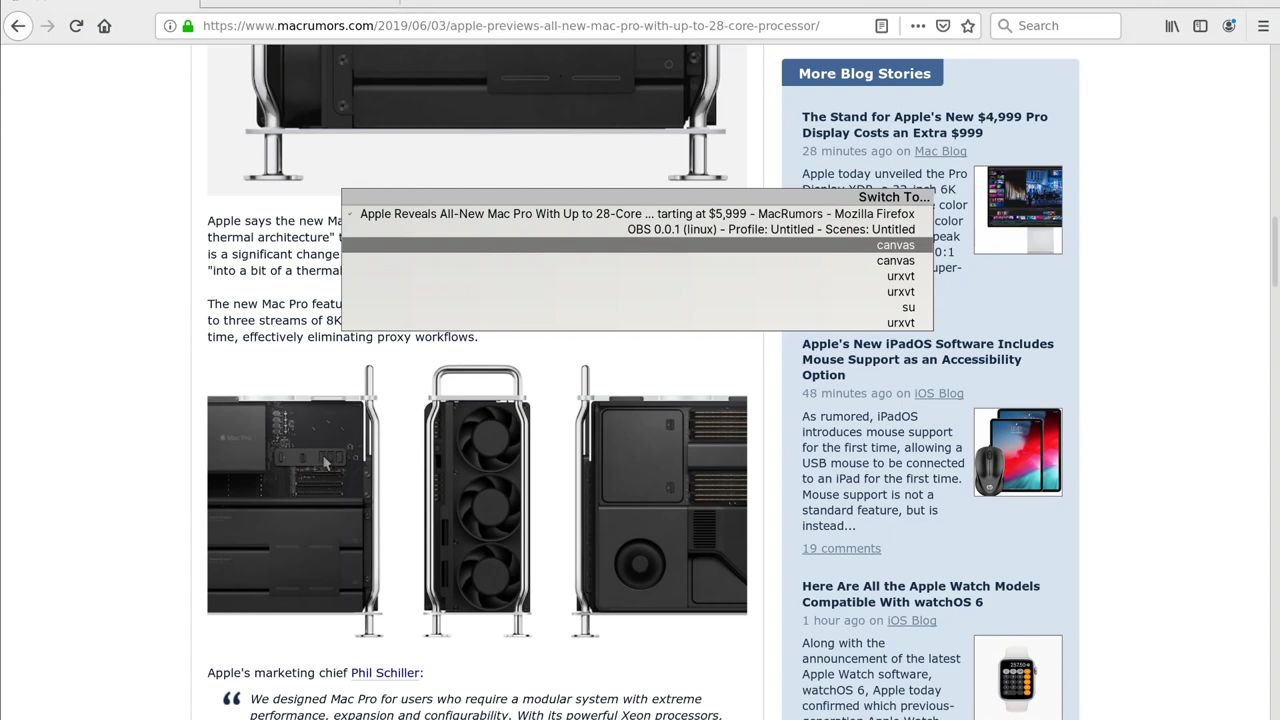 https://www.macrumors.com/2019/06/03/apple-previews-all-new-mac-pro-with-up-to-28-core-processor/
Search
Apple says the new Ma
thermal architecture" t
is a significant change
"into a bit of a thermal
The new Mac Pro featu
to three streams of 8K
time, effectively eliminating proxy workflows.
Switch To...
Apple Reveals All-New Mac Pro With Up to 28-Core ... tarting at $5,999 - MacRumors - Mozilla Firefox
OBS 0.0.1 (linux) - Profile: Untitled - Scenes: Untitled
canvas
canvas
urxvt
urxvt
su
urxvt
Mac Pro
Apple's marketing chief Phil Schiller:
We designed Mac Pro for users who require a modular system with extreme
performance, expansion and configurability. With its powerful Xeon processors,
More Blog Stories
The Stand for Apple's New $4,999 Pro
Display Costs an Extra $999
28 minutes ago on Mac Blog
Apple today unveiled the Pro
Display XDR, a 32-inch 6K
color
peak
0:1
uper-
Apple's New iPadOS Software Includes
Mouse Support as an Accessibility
Option
48 minutes ago on iOS Blog
As rumored, iPadOS
introduces mouse support
for the first time, allowing a
USB mouse to be connected
to an iPad for the first time.
Mouse support is not a
standard feature, but is
instead...
19 comments
Here Are All the Apple Watch Models
Compatible With watchOS 6
1 hour ago on iOS Blog
Along with the
announcement of the latest
Apple Watch software,
watchOS 6, Apple today
confirmed which previous-
generation Apple Watch